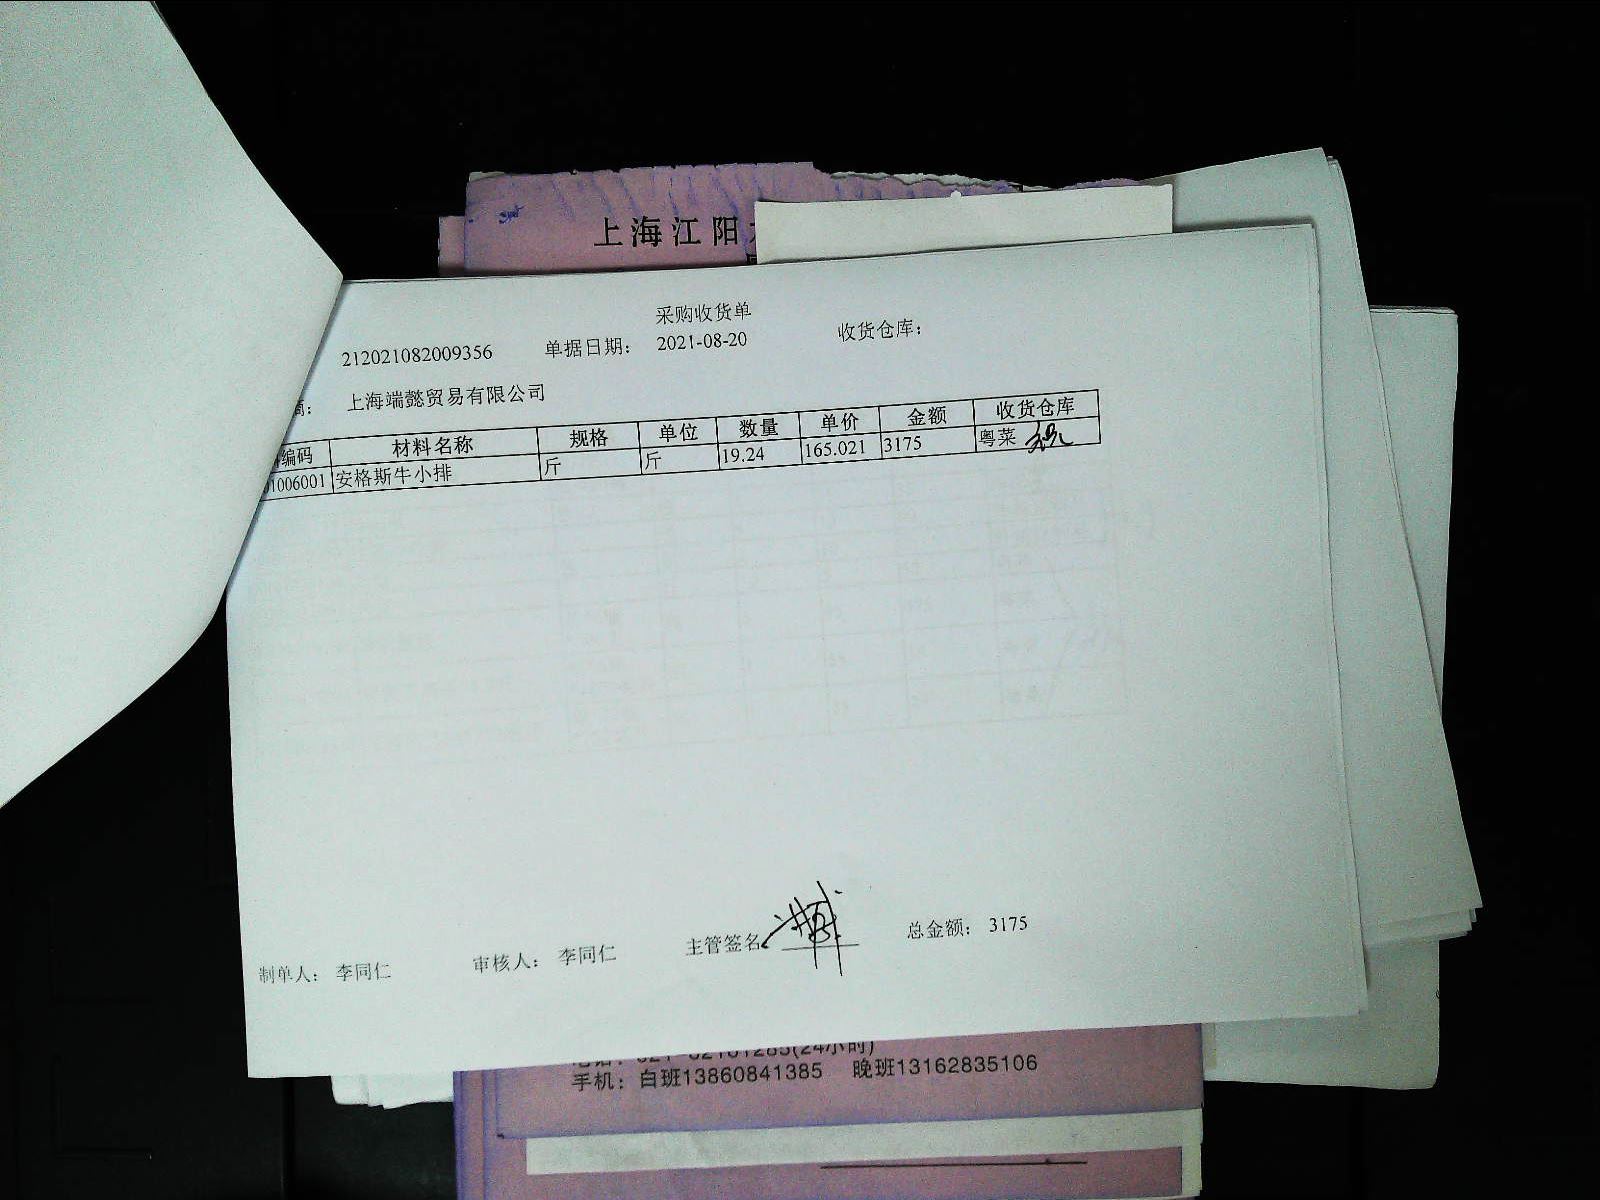 上海江阳
采购收货单
212021082009356 单据日期： 2021-08-20 收货仓库：
商： 上海端懿贸易有限公司
编码 材料名称 规格 单位 数量 单价 金额 收货仓库
01006001 安格斯牛小排 斤 斤 19.24 165.021 3175 粤菜
制单人： 李同仁 审核人： 李同仁 主管签名 总金额： 3175
手机：白班13860841385 晚班13162835106